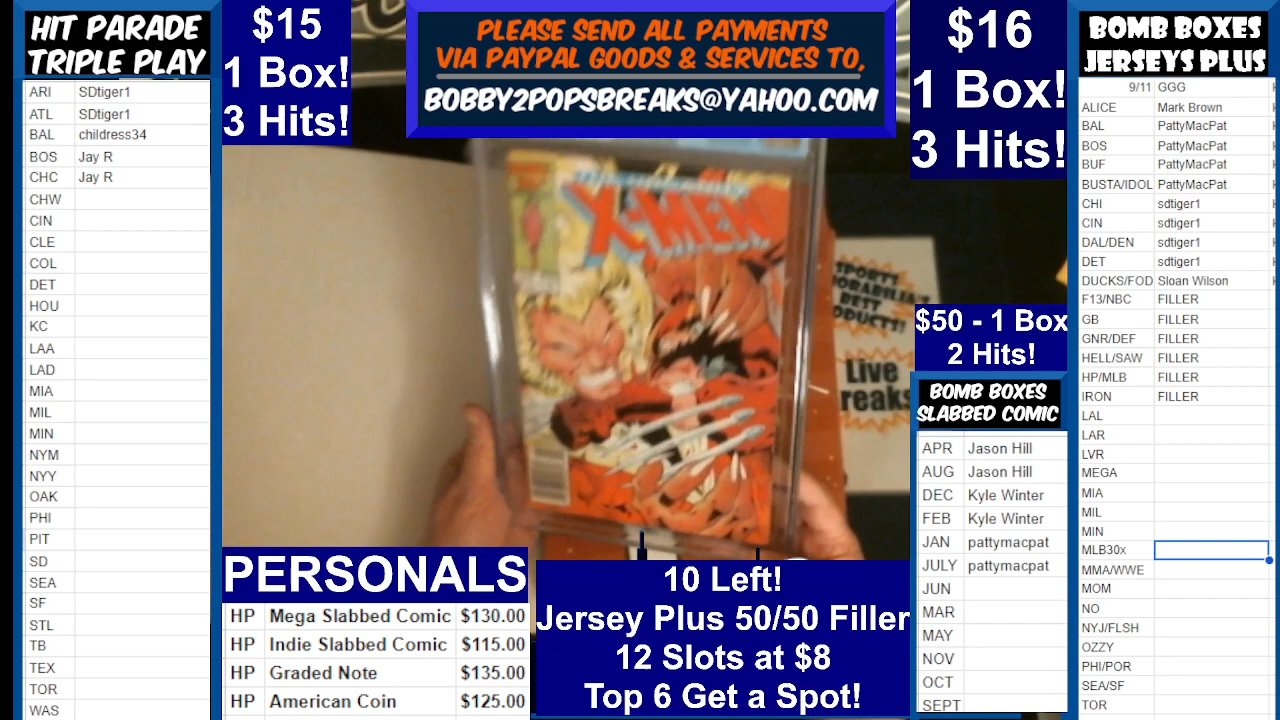 HIT PARADE
TRIPLE PLAY
ARI SDtiger1
ATL SDtiger1
BAL childress34
BOS Jay R
CHC Jay R
CHW
CIN
CLE
COL
DET
HOU
KC
LAA
LAD
MIA
MIL
MIN
NYM
NYY
OAK
PHI
PIT
SD
SEA
SF
STL
TB
TEX
TOR
WAS
$15
1 Box!
3 Hits!
PLEASE SEND ALL PAYMENTS
VIA PAYPAL GOODS & SERVICES TO,
BOBBY2POPSBREAKS@YAHOO.COM
X-MEN
SPORTS
BEST
Live
PERSONALS
HP Mega Slabbed Comic $130.00
HP Indie Slabbed Comic $115.00
HP Graded Note $135.00
HP American Coin $125.00
10 Left!
Jersey Plus 50/50 Filler
12 Slots at $8
Top 6 Get a Spot!
$16
1 Box!
3 Hits!
$50 - 1 Box
2 Hits!
BOMB BOXES
SLABBED COMIC
APR Jason Hill
AUG Jason Hill
DEC Kyle Winter
FEB Kyle Winter
JAN pattymacpat
JULY pattymacpat
JUN
MAR
MAY
NOV
OCT
SEPT
BOMB BOXES
JERSEYS PLUS
9/11 GGG
ALICE Mark Brown
BAL PattyMacPat
BOS PattyMacPat
BUF PattyMacPat
BUSTA/IDOL PattyMacPat
CHI sdtiger1
CIN sdtiger1
DAL/DEN sdtiger1
DET sdtiger1
DUCKS/FOD Sloan Wilson
F13/NBC FILLER
GB FILLER
GNR/DEF FILLER
HELL/SAW FILLER
HP/MLB FILLER
IRON FILLER
LAL
LAR
LVR
MEGA
MIA
MIL
MIN
MLB30x
MMA/WWE
MOM
NO
NYJ/FLSH
OZZY
PHI/POR
SEA/SF
TOR